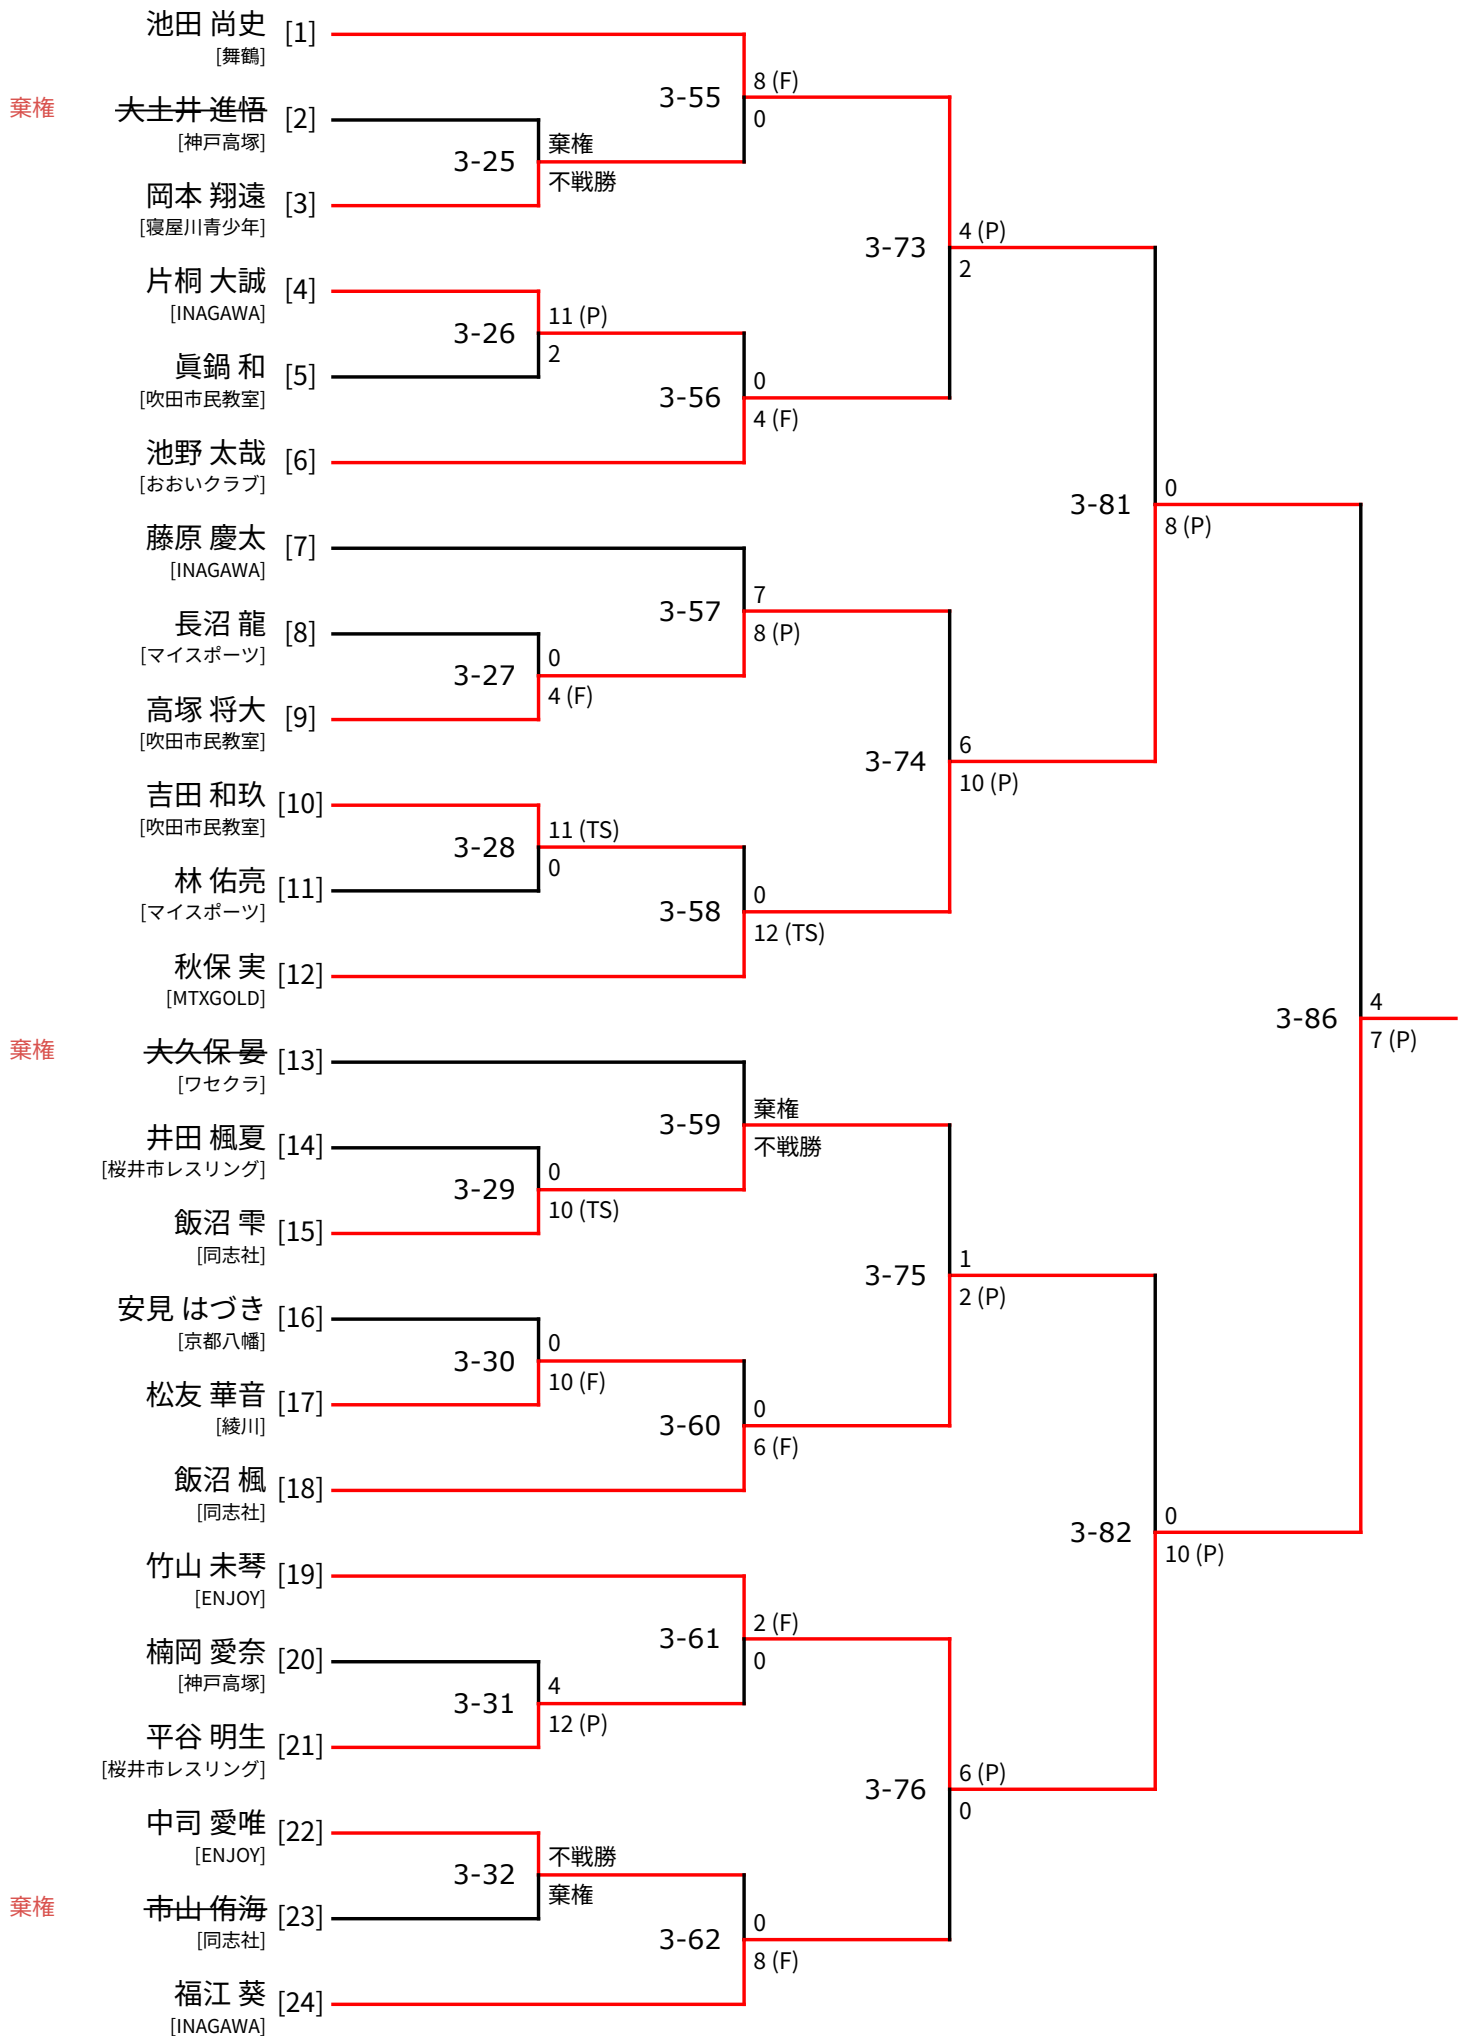 池田 尚史 [1]
[舞鶴]
8 (F)
3-55
0
棄権 大土井 進悟 [2]
[神戸高塚]
棄権
3-25
不戦勝
岡本 翔遠 [3]
[寝屋川青少年]
4 (P)
3-73
2
片桐 大誠 [4]
[INAGAWA]
11 (P)
3-26
2
眞鍋 和 [5]
[吹田市民教室]
0
3-56
4 (F)
池野 太哉 [6]
[おおいクラブ]
0
3-81
8 (P)
藤原 慶太 [7]
[INAGAWA]
7
3-57
8 (P)
長沼 龍 [8]
[マイスポーツ]
0
3-27
4 (F)
高塚 将大 [9]
[吹田市民教室]
6
3-74
10 (P)
吉田 和玖 [10]
[吹田市民教室]
11 (TS)
3-28
0
林 佑亮 [11]
[マイスポーツ]
0
3-58
12 (TS)
秋保 実 [12]
[MTXGOLD]
4
3-86
7 (P)
棄権 大久保 晏 [13]
[ワセクラ]
棄権
3-59
不戦勝
井田 楓夏 [14]
[桜井市レスリング]
0
3-29
10 (TS)
飯沼 雫 [15]
[同志社]
1
3-75
2 (P)
安見 はづき [16]
[京都八幡]
0
3-30
10 (F)
松友 華音 [17]
[綾川]
0
3-60
6 (F)
飯沼 楓 [18]
[同志社]
0
3-82
10 (P)
竹山 未琴 [19]
[ENJOY]
2 (F)
3-61
0
楠岡 愛奈 [20]
[神戸高塚]
4
3-31
12 (P)
平谷 明生 [21]
[桜井市レスリング]
6 (P)
3-76
0
中司 愛唯 [22]
[ENJOY]
不戦勝
3-32
棄権
棄権 市山 侑海 [23]
[同志社]
0
3-62
8 (F)
福江 葵 [24]
[INAGAWA]